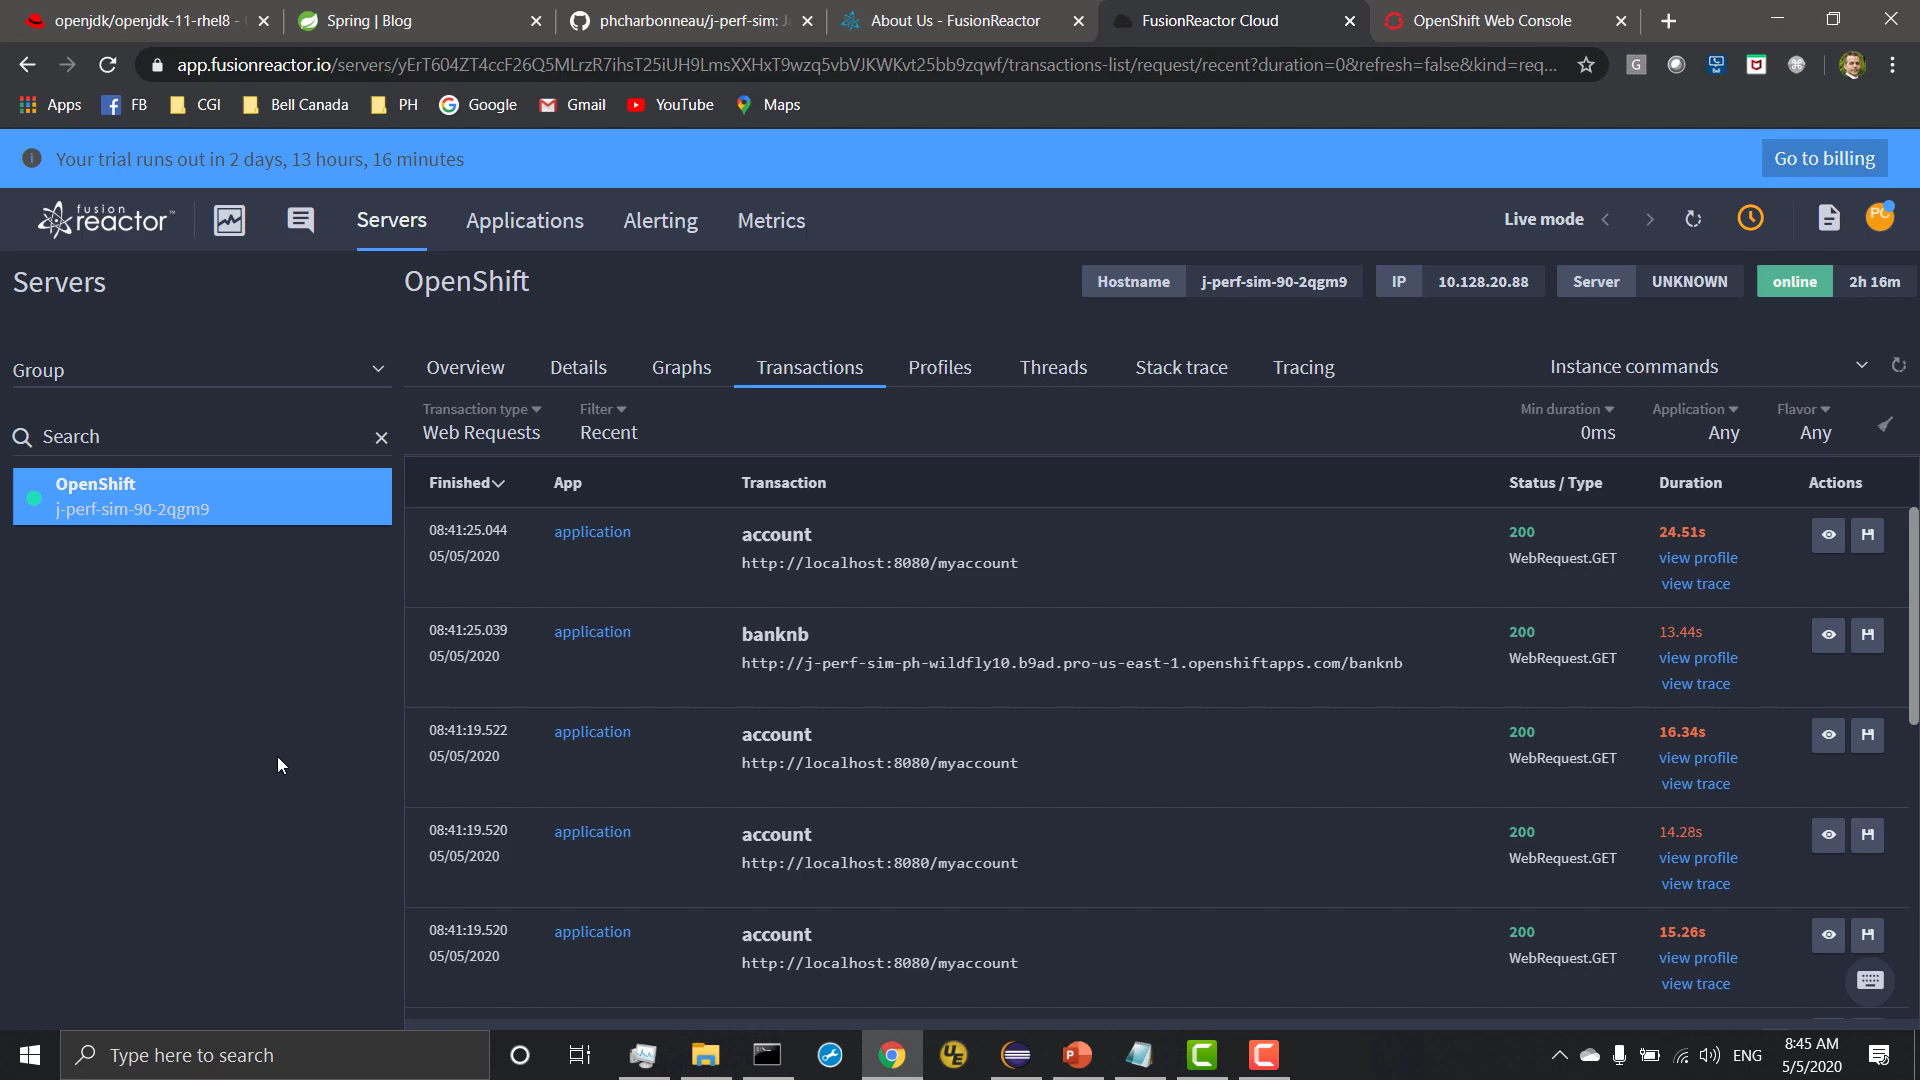 openjdk/openjdk-11-rhel8 -
Spring | Blog
phcharbonneau/j-perf-sim:
About Us - FusionReactor
FusionReactor Cloud
OpenShift Web Console
app.fusionreactor.io/servers/yErT604ZT4ccF26Q5MLrzR7ihsT25iUH9LmsXXHxT9wzq5vbVJKWKvt25bb9zqwf/transactions-list/request/recent?duration=0&refresh=false&kind=req...
Apps FB CGI Bell Canada PH Google Gmail YouTube Maps
Your trial runs out in 2 days, 13 hours, 16 minutes
Go to billing
fusion
reactor™
Servers Applications Alerting Metrics
Live mode
PC
Servers
OpenShift
Hostname j-perf-sim-90-2qgm9 IP 10.128.20.88 Server UNKNOWN online 2h 16m
Group
Overview Details Graphs Transactions Profiles Threads Stack trace Tracing
Instance commands
Search
OpenShift
j-perf-sim-90-2qgm9
Transaction type Filter Min duration Application Flavor
Web Requests Recent 0ms Any Any
Finished App Transaction Status / Type Duration Actions
08:41:25.044 application account 200 24.51s
05/05/2020 http://localhost:8080/myaccount WebRequest.GET view profile
view trace
08:41:25.039 application banknb 200 13.44s
05/05/2020 http://j-perf-sim-ph-wildfly10.b9ad.pro-us-east-1.openshiftapps.com/banknb WebRequest.GET view profile
view trace
08:41:19.522 application account 200 16.34s
05/05/2020 http://localhost:8080/myaccount WebRequest.GET view profile
view trace
08:41:19.520 application account 200 14.28s
05/05/2020 http://localhost:8080/myaccount WebRequest.GET view profile
view trace
08:41:19.520 application account 200 15.26s
05/05/2020 http://localhost:8080/myaccount WebRequest.GET view profile
view trace
Type here to search
ENG
8:45 AM
5/5/2020